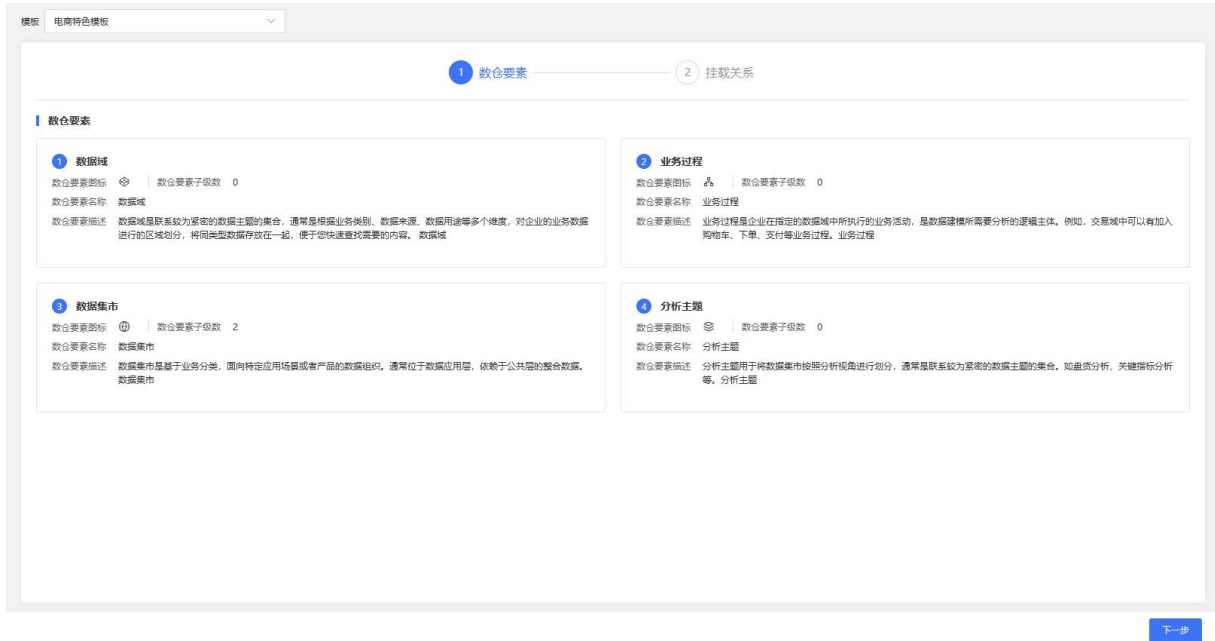 模板 电商特色模板
1 数仓要素 2 挂载关系
数仓要素
1 数据域
数仓要素图标 数仓要素子级数 0
数仓要素名称 数据域
数仓要素描述 数据域是联系较为紧密的数据主题的集合，通常是根据业务类别、数据来源、数据用途等多个维度，对企业的业务数据
进行的区域划分，将同类型数据存放在一起，便于您快速查找需要的内容。 数据域
2 业务过程
数仓要素图标 数仓要素子级数 0
数仓要素名称 业务过程
数仓要素描述 业务过程是企业在指定的数据域中所执行的业务活动，是数据建模所需要分析的逻辑主体。例如，交易域中可以有加入
购物车、下单、支付等业务过程。业务过程
3 数据集市
数仓要素图标 数仓要素子级数 2
数仓要素名称 数据集市
数仓要素描述 数据集市是基于业务分类，面向特定应用场景或者产品的数据组织。通常位于数据应用层，依赖于公共层的整合数据。
数据集市
4 分析主题
数仓要素图标 数仓要素子级数 0
数仓要素名称 分析主题
数仓要素描述 分析主题用于将数据集市按照分析视角进行划分，通常是联系较为紧密的数据主题的集合。如盘货分析、关键指标分析
等。分析主题
下一步